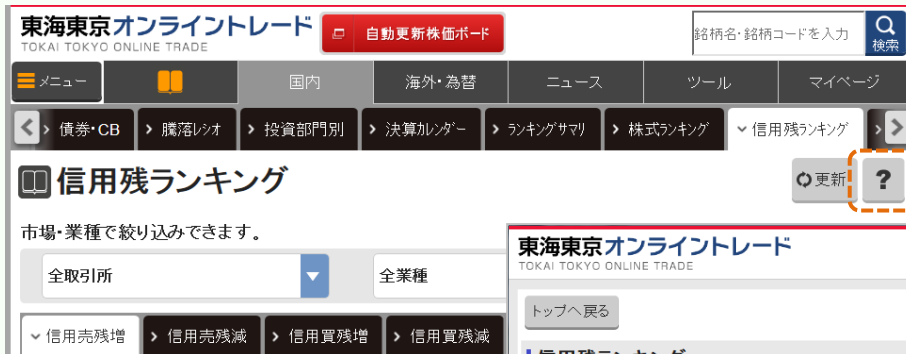 東海東京オンライントレード
TOKAI TOKYO ONLINE TRADE
自動更新株価ボード
銘柄名・銘柄コードを入力
検索
メニュー
国内
海外・為替
ニュース
ツール
マイページ
債券・CB
騰落レシオ
投資部門別
決算カレンダー
ランキングサマリ
株式ランキング
信用残ランキング
信用残ランキング
更新
?
市場・業種で絞り込みできます。
全取引所
全業種
信用売残増
信用売残減
信用買残増
信用買残減
東海東京オンライントレード
TOKAI TOKYO ONLINE TRADE
トップへ戻る
信用残ランキング